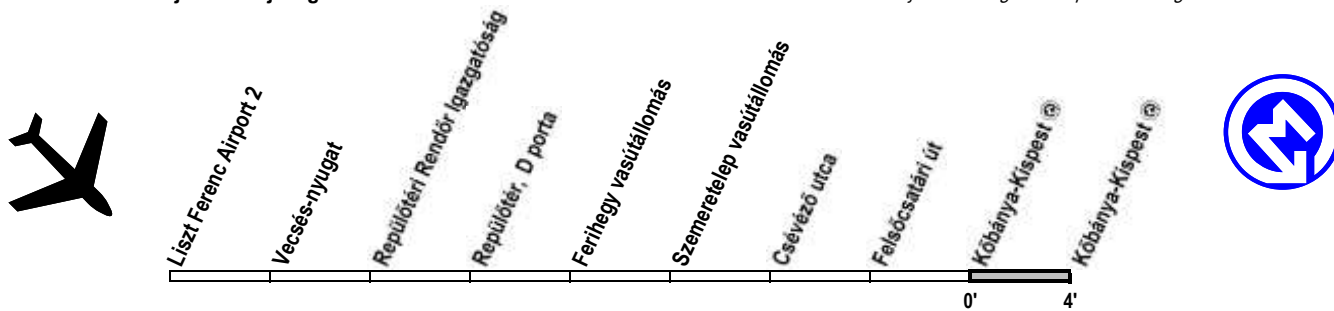 Liszt Ferenc Airport 2
Vecsés-nyugat
Repülőtéri Rendőr Igazgatóság
Repülőtér, D porta
Ferihegy vasútállomás
Szemeretelep vasútállomás
Csévéző utca
Felsőcsatári út
Kőbánya-Kispest
Kőbánya-Kispest
0'
4'